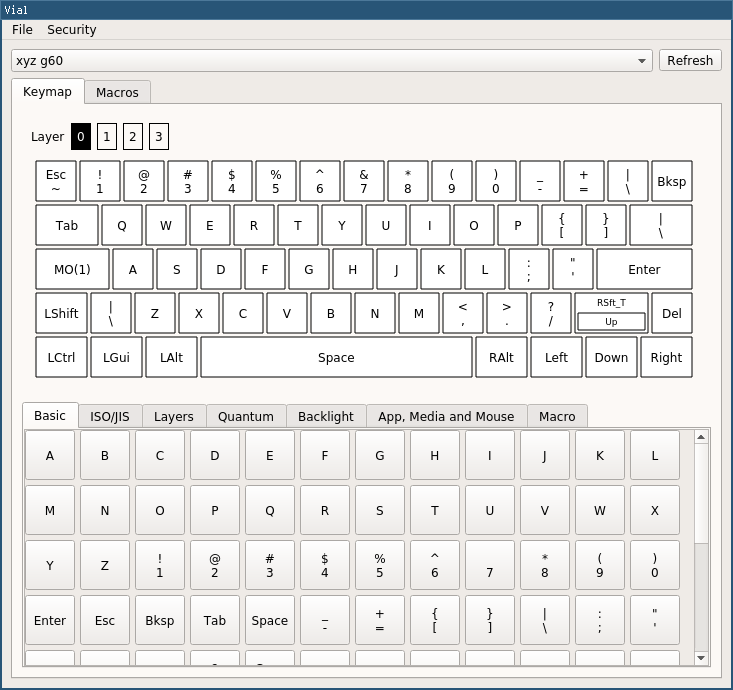 Vial
File Security
xyz g60 Refresh
Keymap Macros
Layer 0 1 2 3
Esc ! @ # $ % ^ & * ( ) _ + | Bksp
~ 1 2 3 4 5 6 7 8 9 0 - = \
Tab Q W E R T Y U I O P { } |
[ ] \
MO(1) A S D F G H J K L : " Enter
; '
LShift | Z X C V B N M < > ? RSft_T Del
\ , . / Up
LCtrl LGui LAlt Space RAlt Left Down Right
Basic ISO/JIS Layers Quantum Backlight App, Media and Mouse Macro
A B C D E F G H I J K L
M N O P Q R S T U V W X
Y Z ! @ # $ % ^ * ( )
1 2 3 4 5 6 7 8 9 0
Enter Esc Bksp Tab Space _ + { } | : "
- = [ ] \ ; '